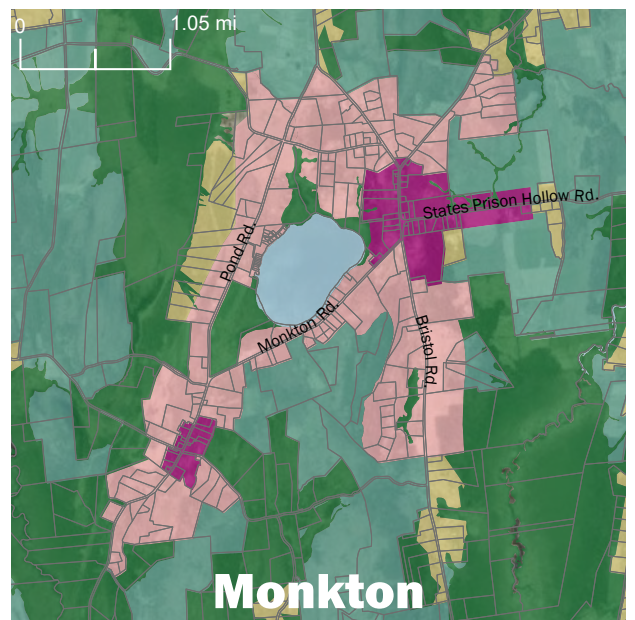 0
1.05 mi
States Prison Hollow Rd.
Pond Rd.
Monkton Rd.
Bristol Rd.
Monkton